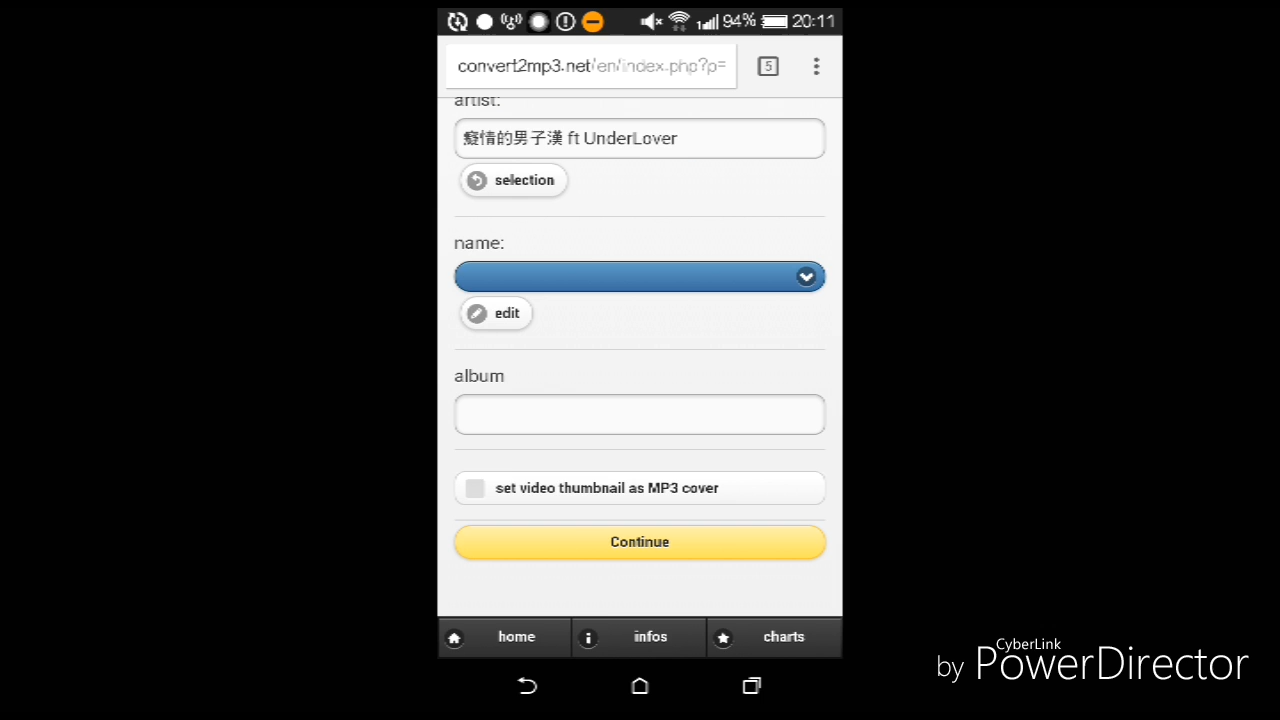 94% 20:11
convert2mp3.net/en/index.php?p=
5
artist:
癡情的男子漢 ft UnderLover
selection
name:
edit
album
set video thumbnail as MP3 cover
Continue
home infos charts
CyberLink
by PowerDirector